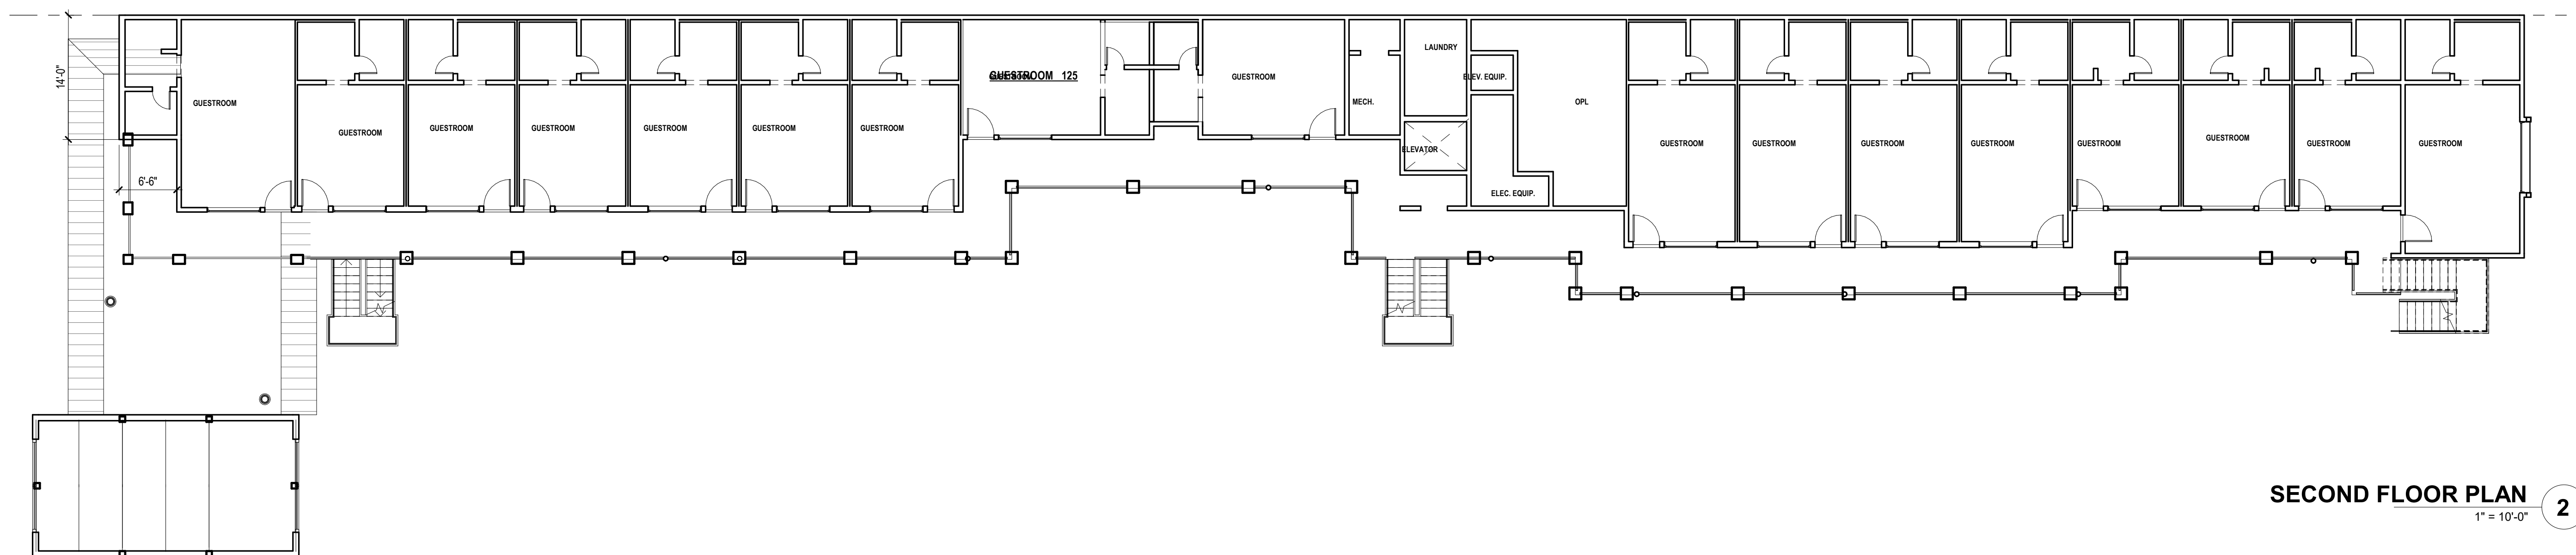 14'-0"
6'-6"
GUESTROOM
GUESTROOM
GUESTROOM
GUESTROOM
GUESTROOM
GUESTROOM
GUESTROOM
GUESTROOM 125
GUESTROOM
MECH.
LAUNDRY
ELEV. EQUIP.
ELEVATOR
ELEC. EQUIP.
OPL
GUESTROOM
GUESTROOM
GUESTROOM
GUESTROOM
GUESTROOM
GUESTROOM
GUESTROOM
GUESTROOM
SECOND FLOOR PLAN
1" = 10'-0"
2